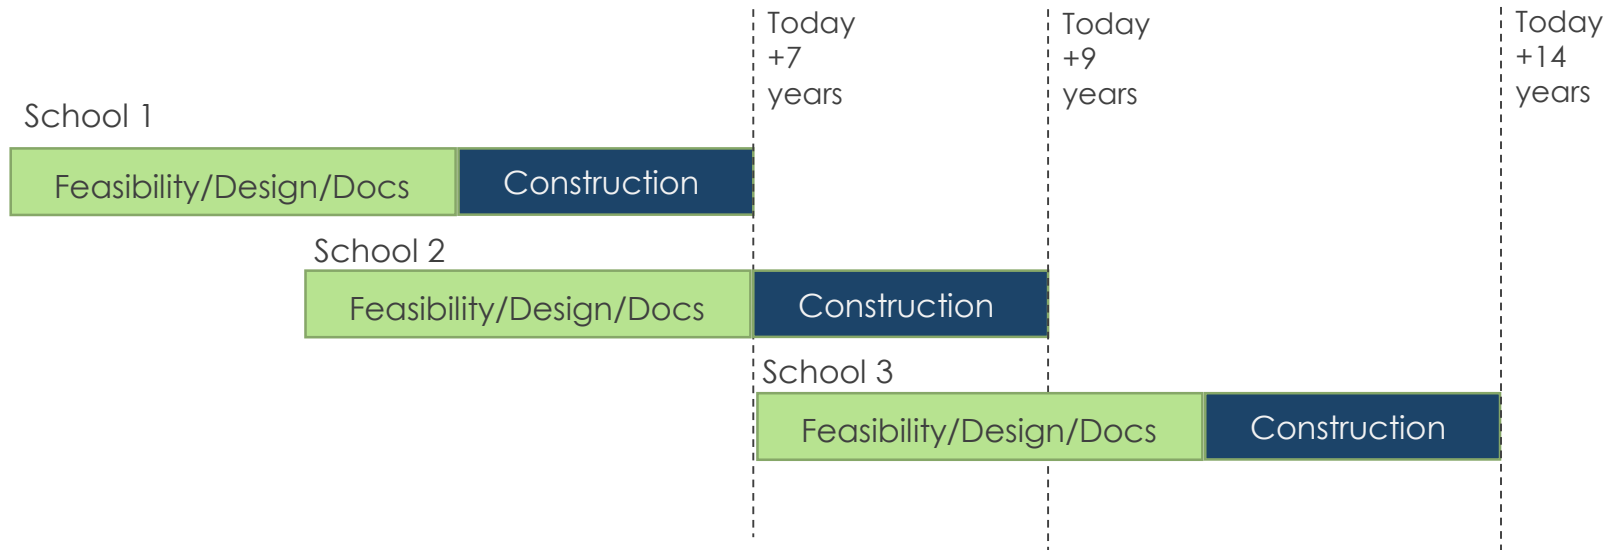 Today
+7
years
Today
+9
years
Today
+14
years
School 1
Feasibility/Design/Docs
Construction
School 2
Feasibility/Design/Docs
Construction
School 3
Feasibility/Design/Docs
Construction